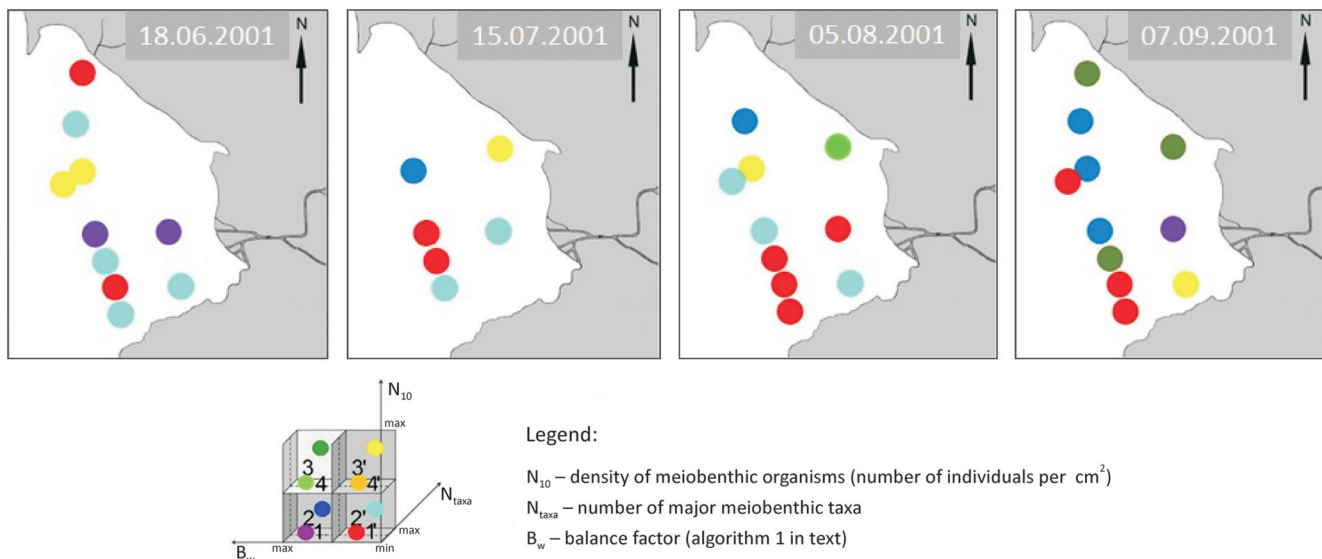 18.06.2001
N
15.07.2001
N
05.08.2001
N
07.09.2001
N
N10
max
3 3'
4 4'
Ntaxa
2 2'
1 1'
max
B...
max min
Legend:
N10 – density of meiobenthic organisms (number of individuals per cm2)
Ntaxa – number of major meiobenthic taxa
Bw – balance factor (algorithm 1 in text)